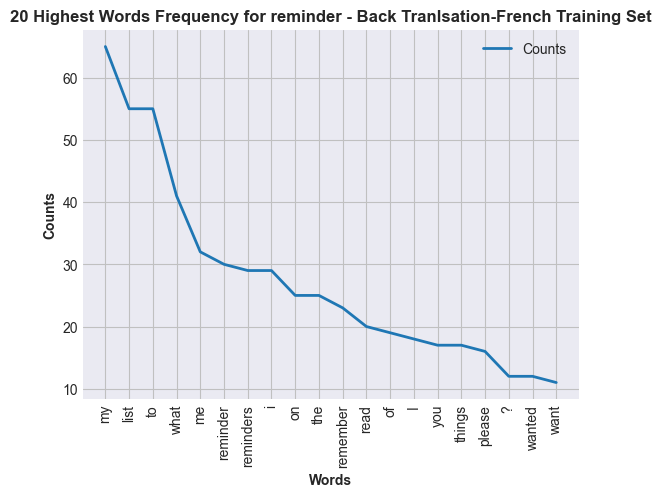 20 Highest Words Frequency for reminder - Back Tranlsation-French Training Set
Counts
Counts
60
50
40
30
20
10
my
list
to
what
me
reminder
reminders
i
on
the
remember
read
of
I
you
things
please
?
wanted
want
Words